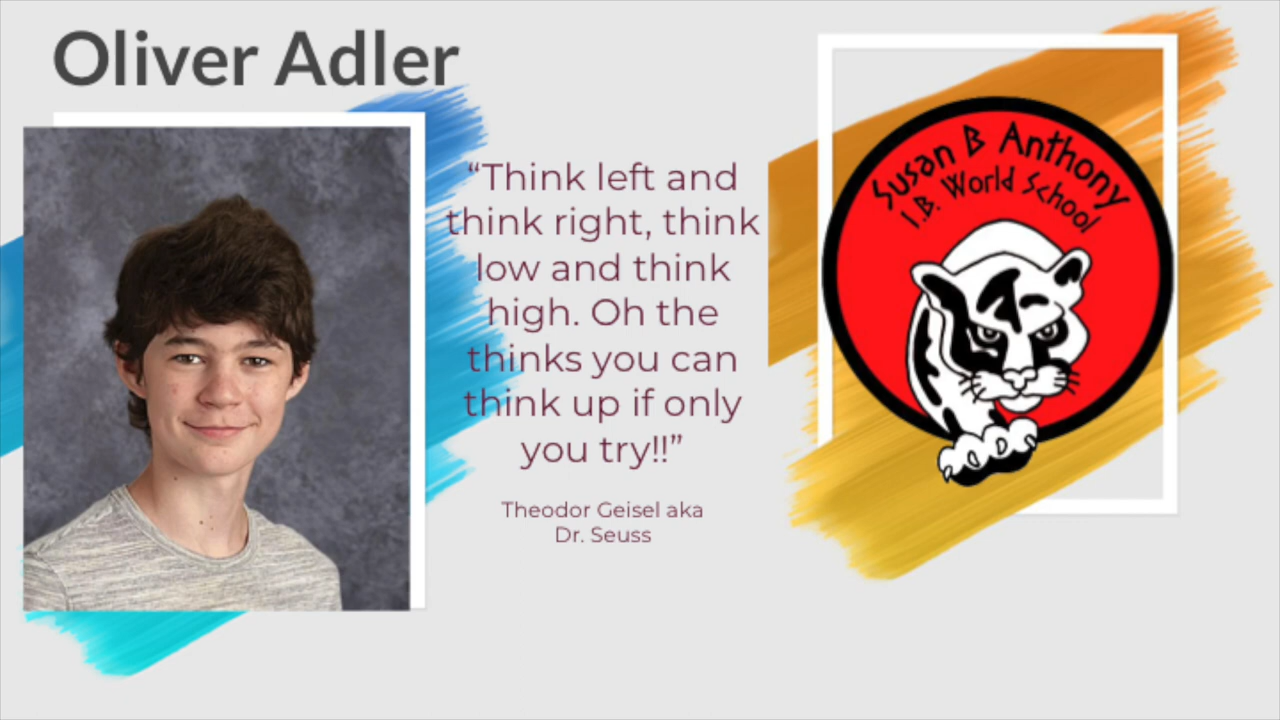 Oliver Adler
“Think left and
think right, think
low and think
high. Oh the
thinks you can
think up if only
you try!!”
Theodor Geisel aka
Dr. Seuss
Susan B Anthony
I.B. World School